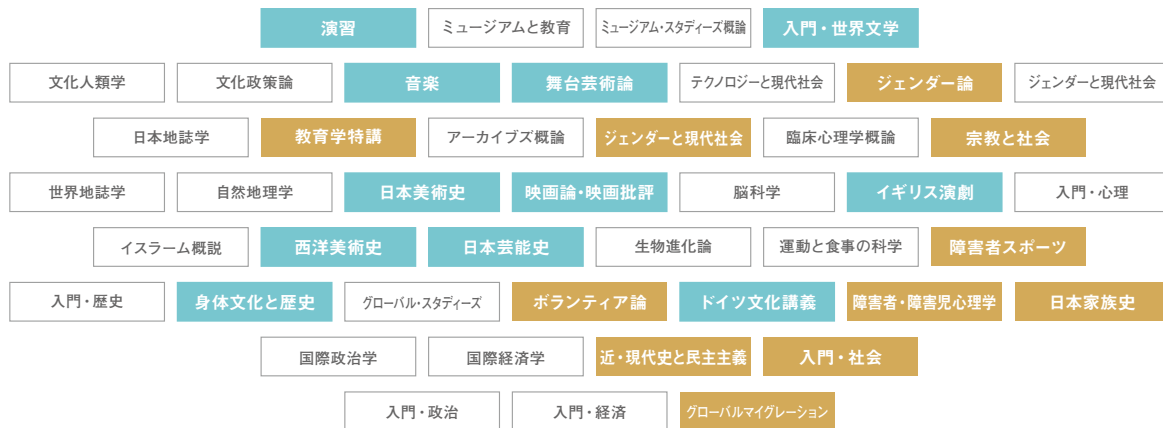 演習 ミュージアムと教育 ミュージアム・スタディーズ概論 入門・世界文学
文化人類学 文化政策論 音楽 舞台芸術論 テクノロジーと現代社会 ジェンダー論 ジェンダーと現代社会
日本地誌学 教育学特講 アーカイブズ概論 ジェンダーと現代社会 臨床心理学概論 宗教と社会
世界地誌学 自然地理学 日本美術史 映画論・映画批評 脳科学 イギリス演劇 入門・心理
イスラーム概説 西洋美術史 日本芸能史 生物進化論 運動と食事の科学 障害者スポーツ
入門・歴史 身体文化と歴史 グローバル・スタディーズ ボランティア論 ドイツ文化講義 障害者・障害児心理学 日本家族史
国際政治学 国際経済学 近・現代史と民主主義 入門・社会
入門・政治 入門・経済 グローバルマイグレーション